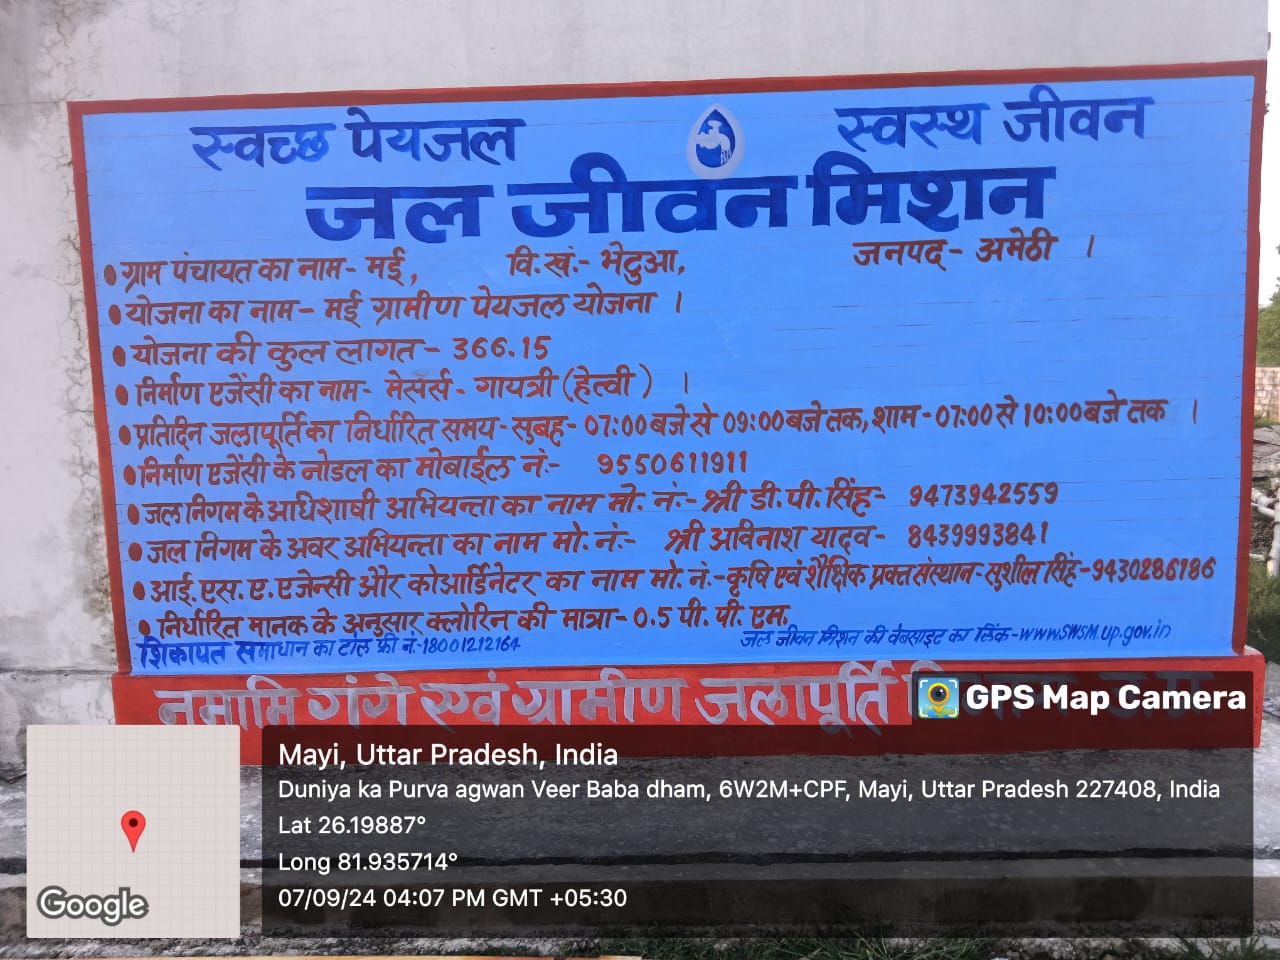 स्वच्छ पेयजल स्वस्थ जीवन
जल जीवन मिशन
• ग्राम पंचायत का नाम- मई, वि.खं.- भेटुआ, जनपद- अमेठी ।
• योजना का नाम- मई ग्रामीण पेयजल योजना ।
• योजना की कुल लागत- 366.15
• निर्माण एजेंसी का नाम- मेसर्स- गायत्री (हेत्वी) ।
• प्रतिदिन जलापूर्ति का निर्धारित समय- सुबह- 07:00 बजे से 09:00 बजे तक, शाम- 07:00 से 10:00 बजे तक ।
• निर्माण एजेंसी के नोडल का मोबाईल नं:- 9550611911
• जल निगम के अधिशाषी अभियन्ता का नाम मो. नं:- श्री डी.पी. सिंह- 9473942559
• जल निगम के अवर अभियन्ता का नाम मो. नं:- श्री अविनाश यादव- 8439993841
• आई. एस. ए. एजेन्सी और कोआर्डिनेटर का नाम मो. नं.- कृषि एवं शैक्षिक प्रक्त संस्थान- सुशील सिंह- 9430286186
• निर्धारित मानक के अनुसार क्लोरिन की मात्रा- 0.5 पी. पी. एम.
शिकायत समाधान का टोल फ्री नं:- 18001212164 जल जीवन मिशन की वेबसाइट का लिंक- www.swsm.up.gov.in
नमामि गंगे एवं ग्रामीण जलापूर्ति
GPS Map Camera
Mayi, Uttar Pradesh, India
Duniya ka Purva agwan Veer Baba dham, 6W2M+CPF, Mayi, Uttar Pradesh 227408, India
Lat 26.19887°
Long 81.935714°
07/09/24 04:07 PM GMT +05:30
Google